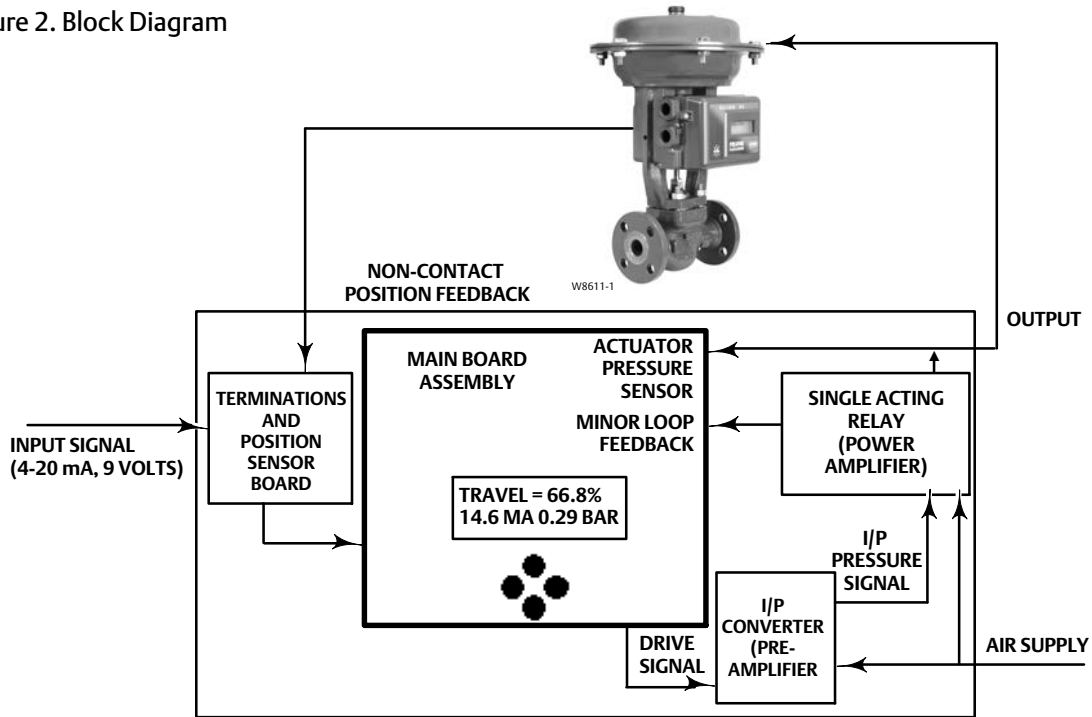 ure 2. Block Diagram
W8611-1
NON-CONTACT
POSITION FEEDBACK
OUTPUT
MAIN BOARD
ASSEMBLY
ACTUATOR
PRESSURE
SENSOR
MINOR LOOP
FEEDBACK
TERMINATIONS
AND
POSITION
SENSOR
BOARD
SINGLE ACTING
RELAY
(POWER
AMPLIFIER)
INPUT SIGNAL
(4-20 mA, 9 VOLTS)
TRAVEL = 66.8%
14.6 MA 0.29 BAR
I/P
PRESSURE
SIGNAL
I/P
CONVERTER
(PRE-
AMPLIFIER
DRIVE
SIGNAL
AIR SUPPLY